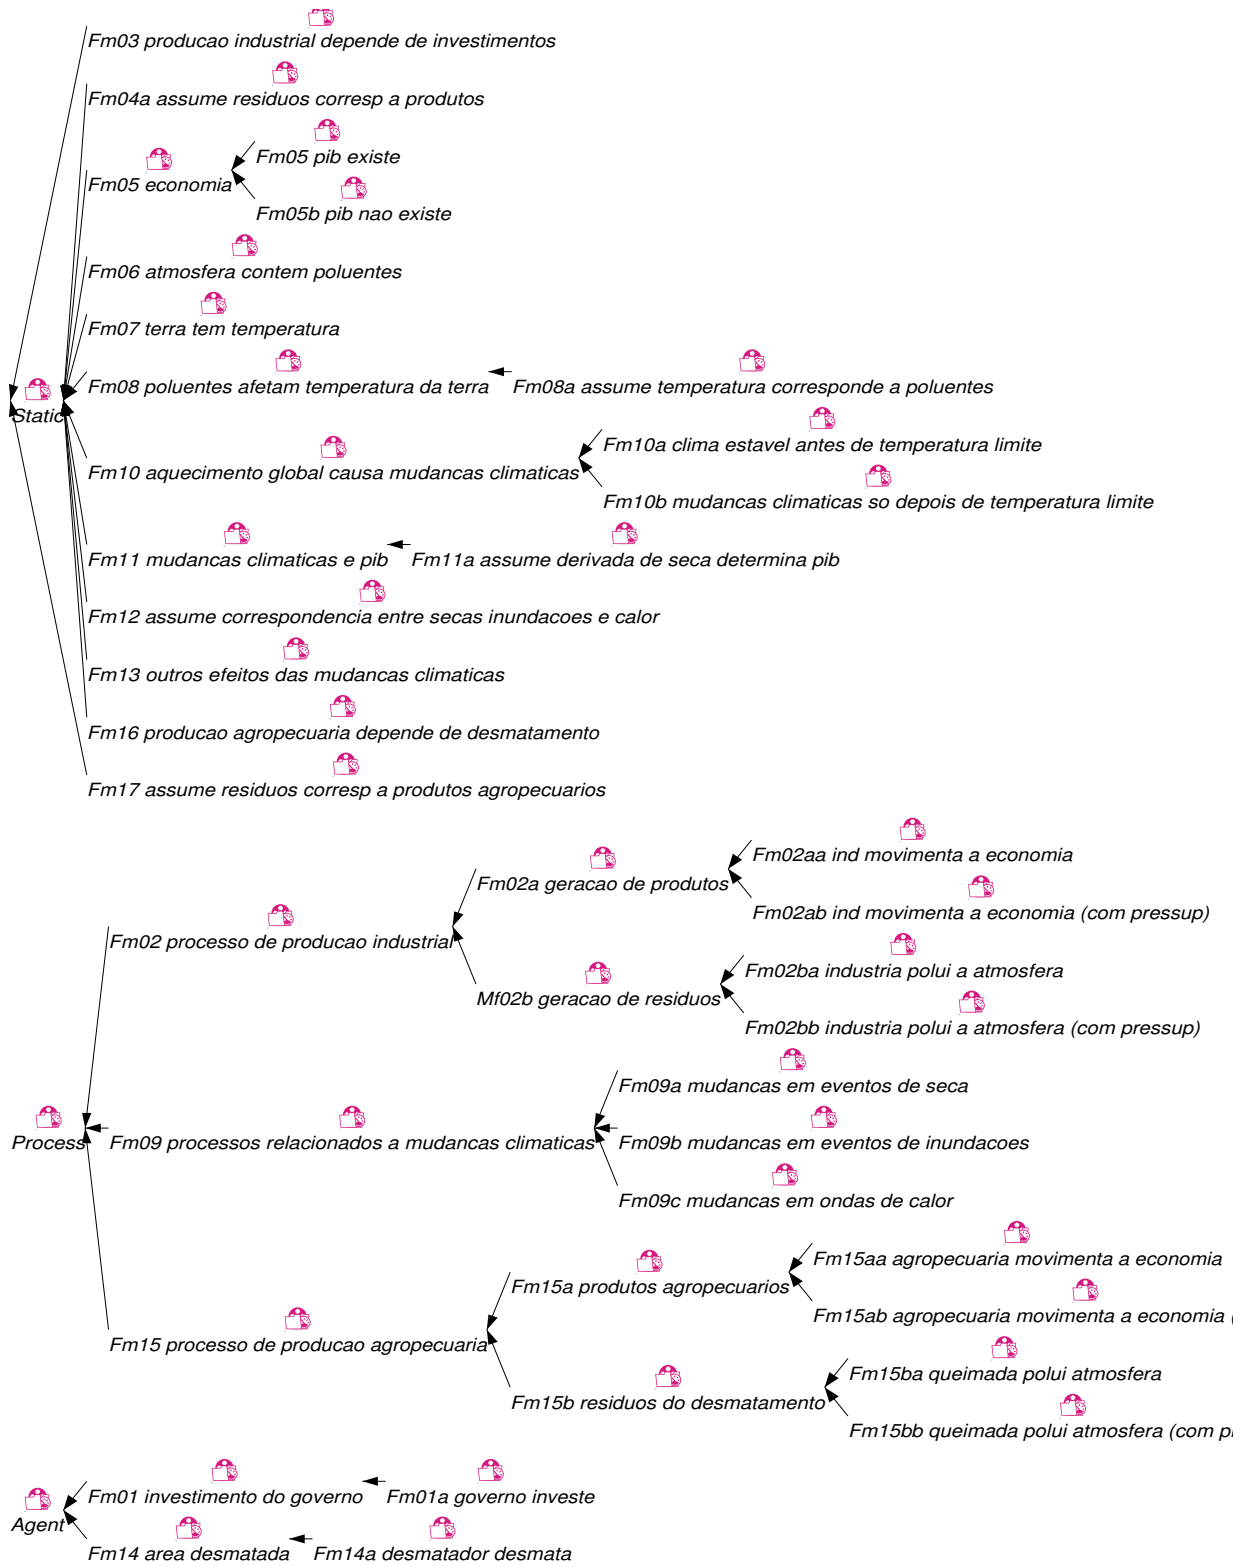 Fm03 producao industrial depende de investimentos
Fm04a assume residuos corresp a produtos
Fm05 pib existe
Fm05 economia
Fm05b pib nao existe
Fm06 atmosfera contem poluentes
Fm07 terra tem temperatura
Fm08 poluentes afetam temperatura da terra
Fm08a assume temperatura corresponde a poluentes
Static
Fm10a clima estavel antes de temperatura limite
Fm10 aquecimento global causa mudancas climaticas
Fm10b mudancas climaticas so depois de temperatura limite
Fm11 mudancas climaticas e pib
Fm11a assume derivada de seca determina pib
Fm12 assume correspondencia entre secas inundacoes e calor
Fm13 outros efeitos das mudancas climaticas
Fm16 producao agropecuaria depende de desmatamento
Fm17 assume residuos corresp a produtos agropecuarios
Fm02aa ind movimenta a economia
Fm02a geracao de produtos
Fm02ab ind movimenta a economia (com pressup)
Fm02 processo de producao industrial
Fm02ba industria polui a atmosfera
Mf02b geracao de residuos
Fm02bb industria polui a atmosfera (com pressup)
Fm09a mudancas em eventos de seca
Process
Fm09 processos relacionados a mudancas climaticas
Fm09b mudancas em eventos de inundacoes
Fm09c mudancas em ondas de calor
Fm15aa agropecuaria movimenta a economia
Fm15a produtos agropecuarios
Fm15ab agropecuaria movimenta a economia (
Fm15 processo de producao agropecuaria
Fm15ba queimada polui atmosfera
Fm15b residuos do desmatamento
Fm15bb queimada polui atmosfera (com p
Fm01 investimento do governo
Fm01a governo investe
Agent
Fm14 area desmatada
Fm14a desmatador desmata